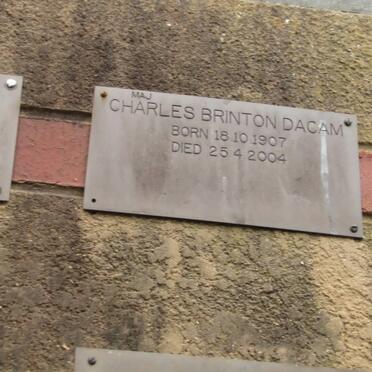 MAJ
CHARLES BRINTON DACAM
BORN 18.10.1907
DIED 25 4 2004